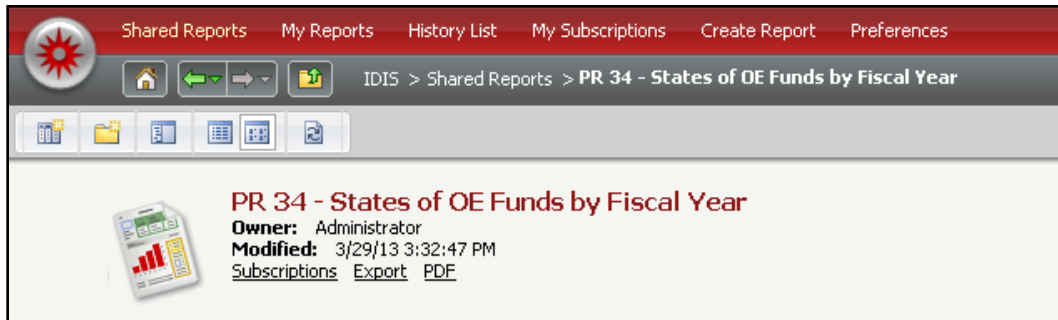 Shared Reports My Reports History List My Subscriptions Create Report Preferences
IDIS > Shared Reports > PR 34 - States of OE Funds by Fiscal Year
PR 34 - States of OE Funds by Fiscal Year
Owner: Administrator
Modified: 3/29/13 3:32:47 PM
Subscriptions Export PDF